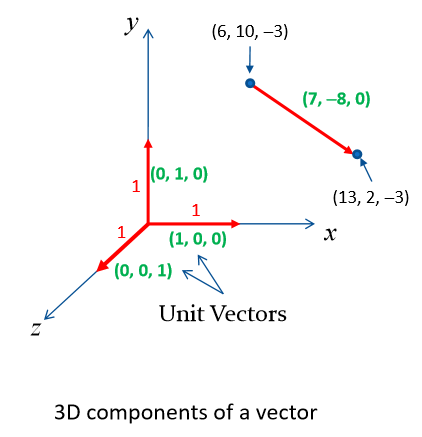 y
(6, 10, –3)
(7, –8, 0)
(0, 1, 0)
1
(13, 2, –3)
1
1
x
(1, 0, 0)
(0, 0, 1)
Unit Vectors
z
3D components of a vector